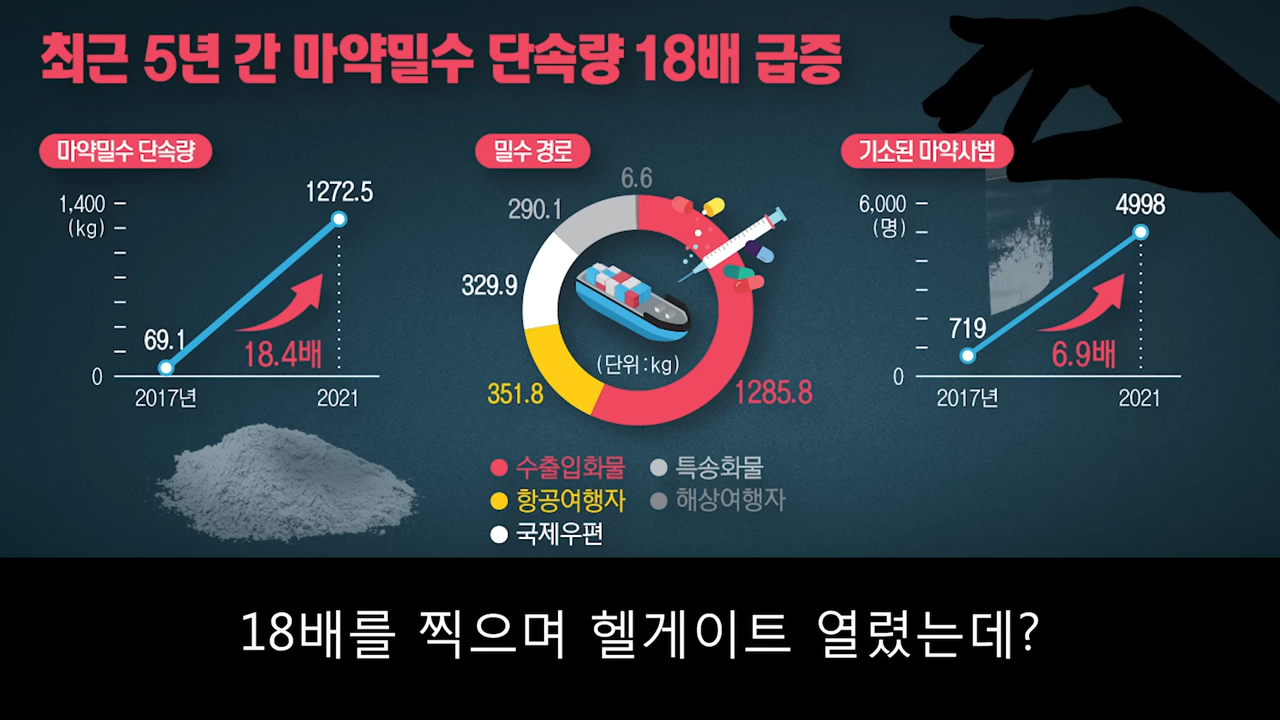 최근 5년 간 마약밀수 단속량 18배 급증
마약밀수 단속량
1,400
(kg)
1272.5
69.1
18.4배
0
2017년
2021
밀수 경로
6.6
290.1
329.9
(단위:kg)
351.8
1285.8
수출입화물
특송화물
항공여행자
해상여행자
국제우편
기소된 마약사범
6,000
(명)
4998
719
6.9배
0
2017년
2021
18배를 찍으며 헬게이트 열렸는데?